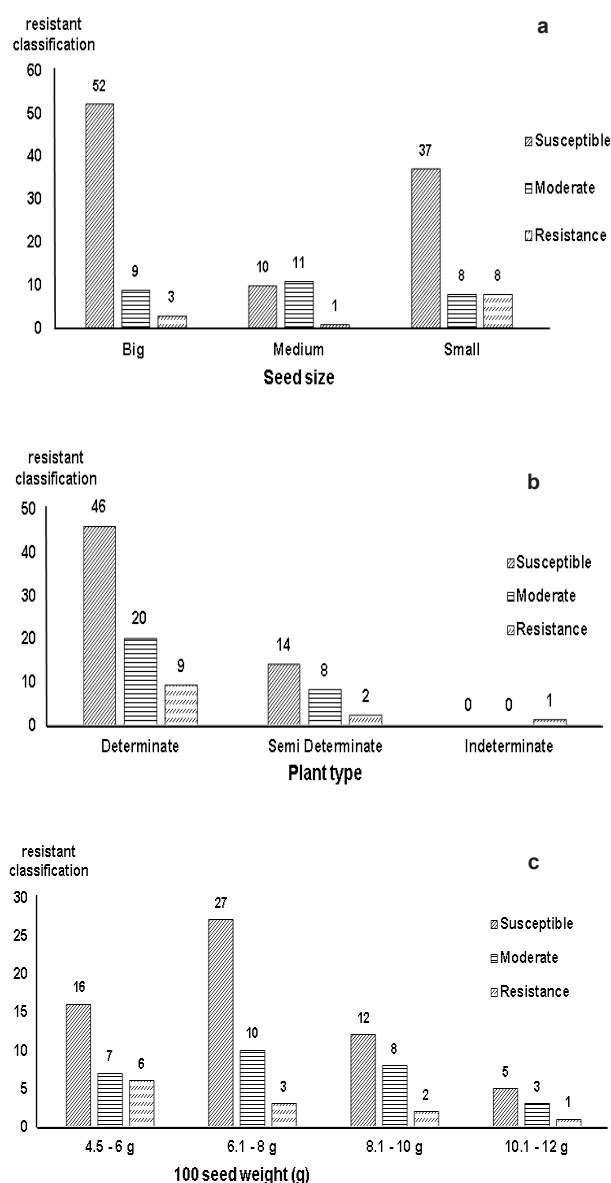 resistant
classification
a
60
50
40
30
20
10
0
52
9
3
10
11
1
37
8
8
Susceptible
Moderate
Resistance
Big Medium Small
Seed size
resistant
classification
b
50
40
30
20
10
0
46
20
9
14
8
2
0
0
1
Susceptible
Moderate
Resistance
Determinate Semi Determinate Indeterminate
Plant type
resistant
classification
c
30
25
20
15
10
5
0
16
7
6
27
10
3
12
8
2
5
3
1
Susceptible
Moderate
Resistance
4.5 - 6 g 6.1 - 8 g 8.1 - 10 g 10.1 - 12 g
100 seed weight (g)